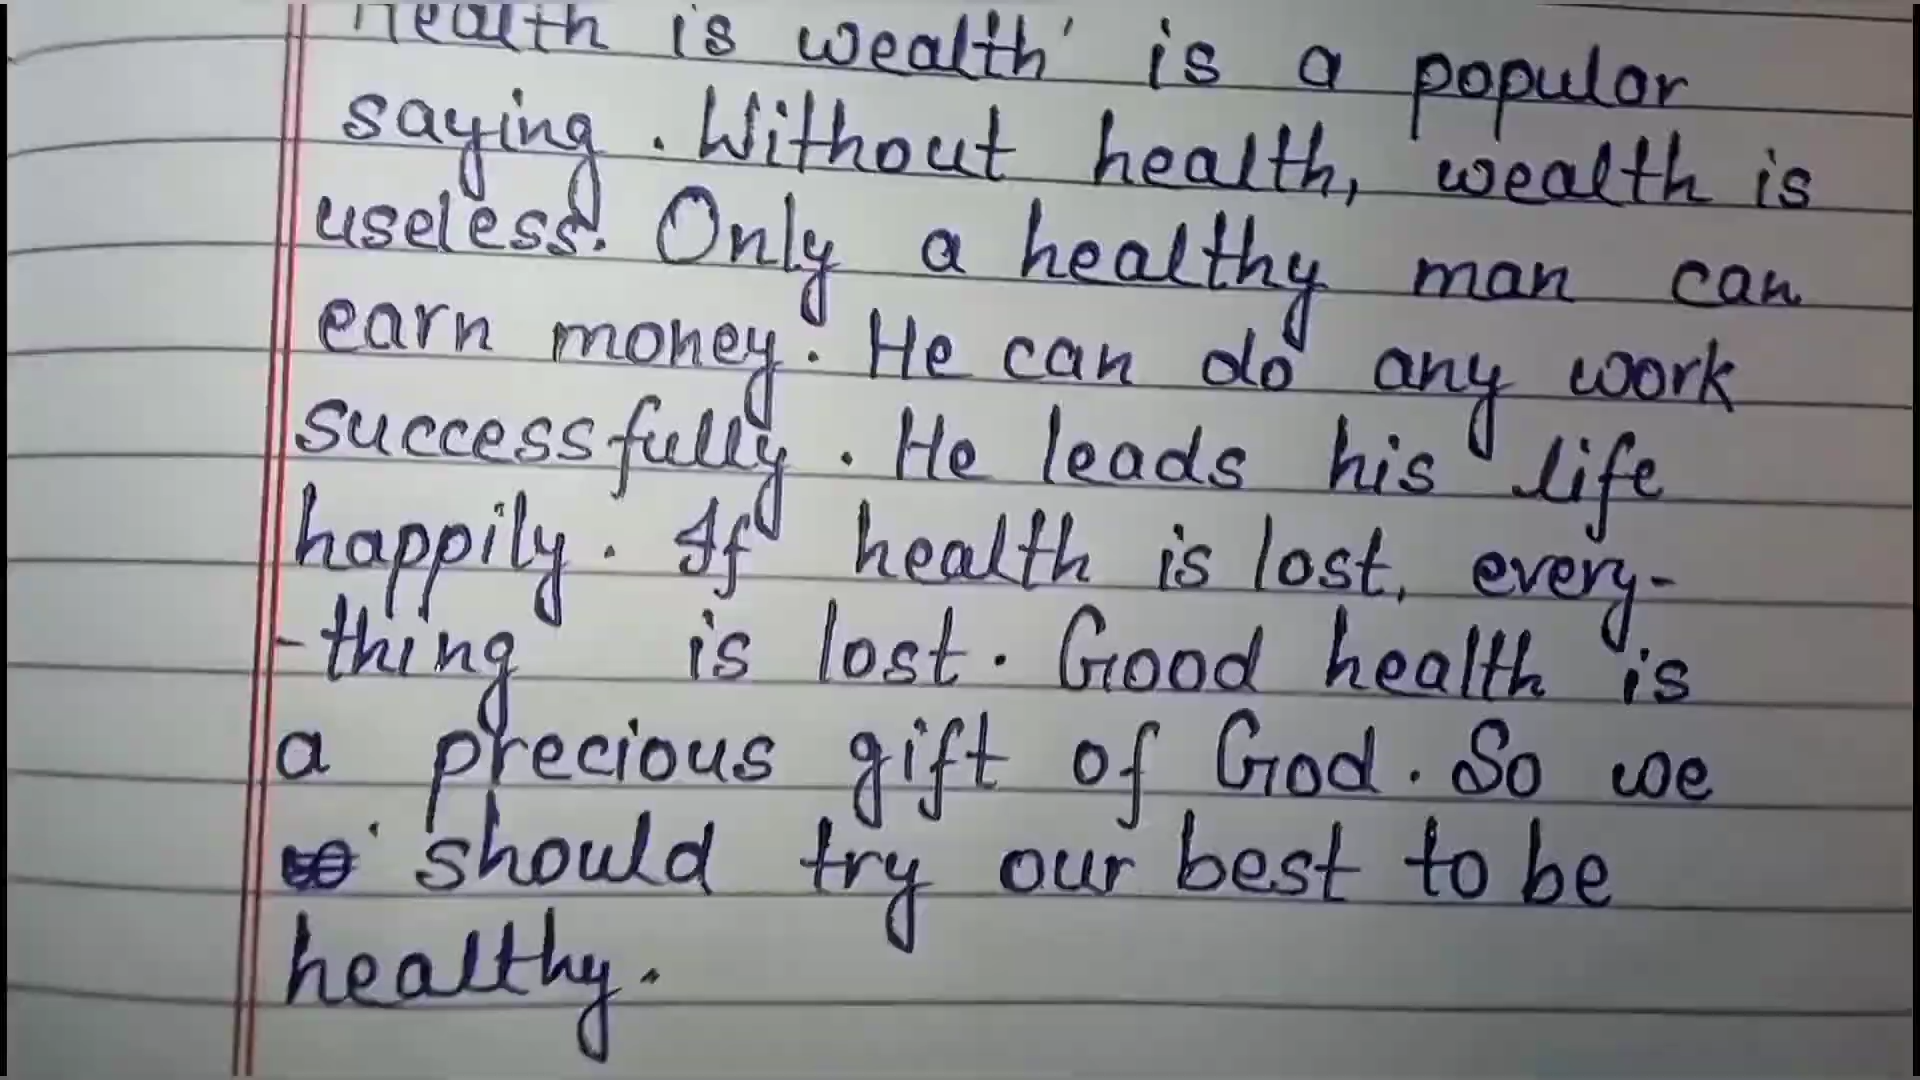 Health is wealth' is a popular
saying. Without health, wealth is
useless. Only a healthy man can
earn money. He can do any work
successfully. He leads his life
happily. If health is lost, every-
-thing is lost. Good health is
a precious gift of God. So we
should try our best to be
healthy.